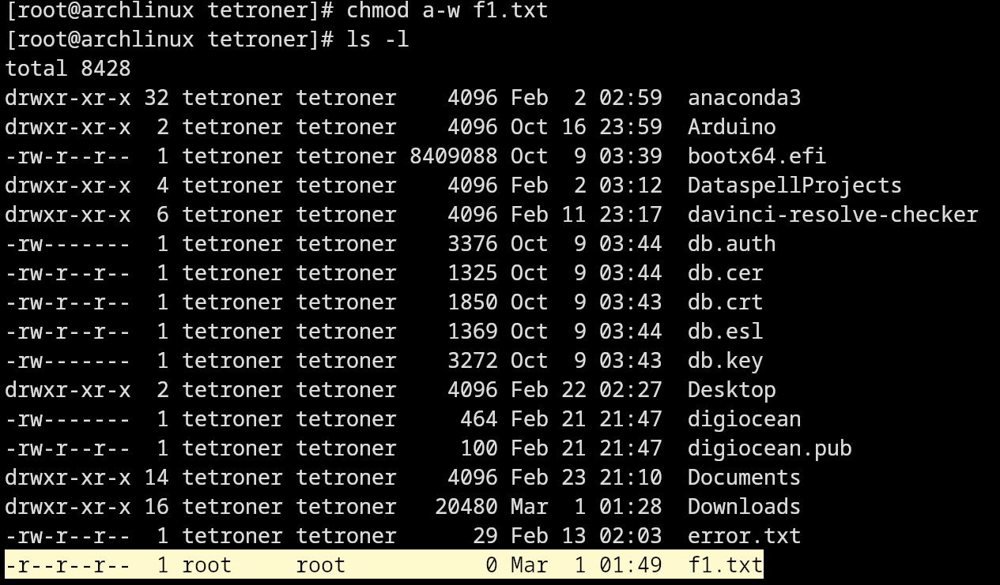 [root@archlinux tetroner]# chmod a-w f1.txt
[root@archlinux tetroner]# ls -l
total 8428
drwxr-xr-x 32 tetroner tetroner    4096 Feb  2 02:59  anaconda3
drwxr-xr-x  2 tetroner tetroner    4096 Oct 16 23:59  Arduino
-rw-r--r--  1 tetroner tetroner 8409088 Oct  9 03:39  bootx64.efi
drwxr-xr-x  4 tetroner tetroner    4096 Feb  2 03:12  DataspellProjects
drwxr-xr-x  6 tetroner tetroner    4096 Feb 11 23:17  davinci-resolve-checker
-rw-------  1 tetroner tetroner    3376 Oct  9 03:44  db.auth
-rw-r--r--  1 tetroner tetroner    1325 Oct  9 03:44  db.cer
-rw-r--r--  1 tetroner tetroner    1850 Oct  9 03:43  db.crt
-rw-r--r--  1 tetroner tetroner    1369 Oct  9 03:44  db.esl
-rw-------  1 tetroner tetroner    3272 Oct  9 03:43  db.key
drwxr-xr-x  2 tetroner tetroner    4096 Feb 22 02:27  Desktop
-rw-------  1 tetroner tetroner     464 Feb 21 21:47  digiocean
-rw-r--r--  1 tetroner tetroner     100 Feb 21 21:47  digiocean.pub
drwxr-xr-x 14 tetroner tetroner    4096 Feb 23 21:10  Documents
drwxr-xr-x 16 tetroner tetroner   20480 Mar  1 01:28  Downloads
-rw-r--r--  1 tetroner tetroner      29 Feb 13 02:03  error.txt
-r--r--r--  1 root     root           0 Mar  1 01:49  f1.txt